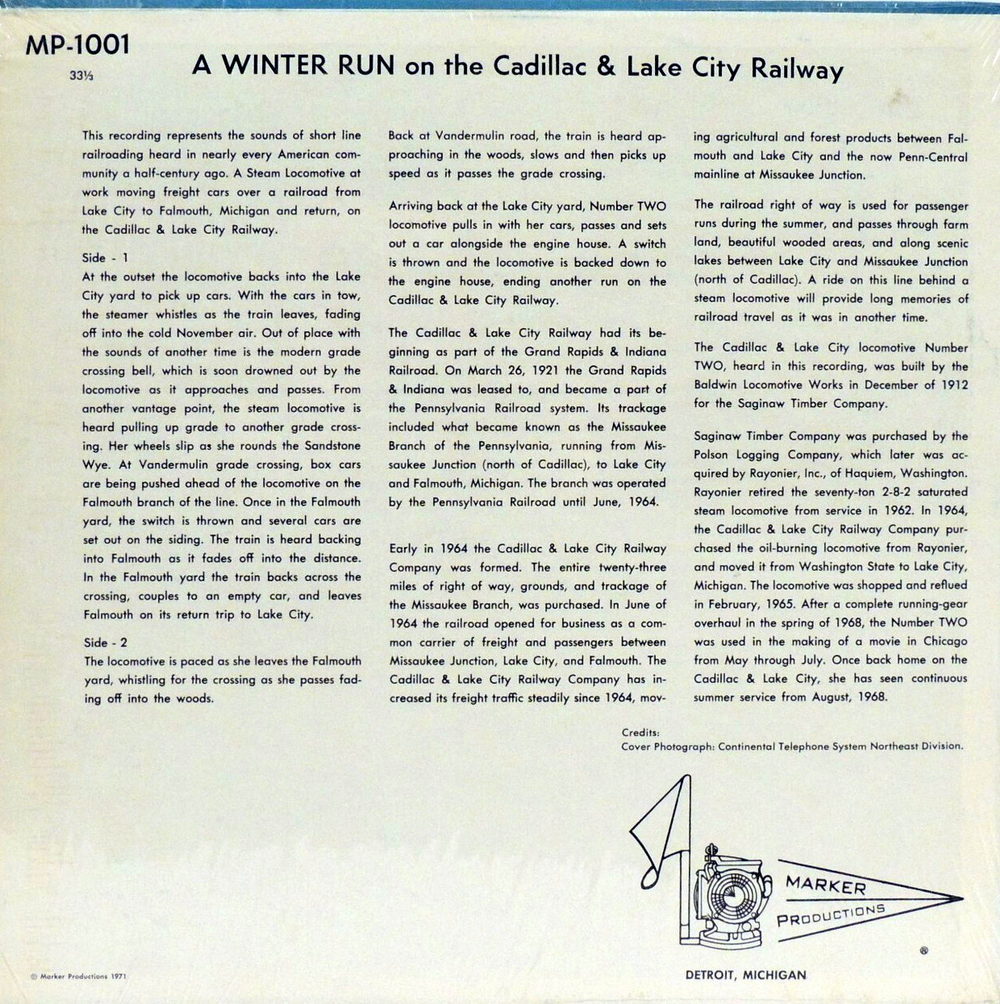 MP-1001
33⅓
A WINTER RUN on the Cadillac & Lake City Railway
This recording represents the sounds of short line
railroading heard in nearly every American com-
munity a half-century ago. A Steam Locomotive at
work moving freight cars over a railroad from
Lake City to Falmouth, Michigan and return, on
the Cadillac & Lake City Railway.
Side - 1
At the outset the locomotive backs into the Lake
City yard to pick up cars. With the cars in tow,
the steamer whistles as the train leaves, fading
off into the cold November air. Out of place with
the sounds of another time is the modern grade
crossing bell, which is soon drowned out by the
locomotive as it approaches and passes. From
another vantage point, the steam locomotive is
heard pulling up grade to another grade cross-
ing. Her wheels slip as she rounds the Sandstone
Wye. At Vandermulin grade crossing, box cars
are being pushed ahead of the locomotive on the
Falmouth branch of the line. Once in the Falmouth
yard, the switch is thrown and several cars are
set out on the siding. The train is heard backing
into Falmouth as it fades off into the distance.
In the Falmouth yard the train backs across the
crossing, couples to an empty car, and leaves
Falmouth on its return trip to Lake City.
Side - 2
The locomotive is paced as she leaves the Falmouth
yard, whistling for the crossing as she passes fad-
ing off into the woods.
Back at Vandermulin road, the train is heard ap-
proaching in the woods, slows and then picks up
speed as it passes the grade crossing.
Arriving back at the Lake City yard, Number TWO
locomotive pulls in with her cars, passes and sets
out a car alongside the engine house. A switch
is thrown and the locomotive is backed down to
the engine house, ending another run on the
Cadillac & Lake City Railway.
The Cadillac & Lake City Railway had its be-
ginning as part of the Grand Rapids & Indiana
Railroad. On March 26, 1921 the Grand Rapids
& Indiana was leased to, and became a part of
the Pennsylvania Railroad system. Its trackage
included what became known as the Missaukee
Branch of the Pennsylvania, running from Mis-
saukee Junction (north of Cadillac), to Lake City
and Falmouth, Michigan. The branch was operated
by the Pennsylvania Railroad until June, 1964.
Early in 1964 the Cadillac & Lake City Railway
Company was formed. The entire twenty-three
miles of right of way, grounds, and trackage of
the Missaukee Branch, was purchased. In June of
1964 the railroad opened for business as a com-
mon carrier of freight and passengers between
Missaukee Junction, Lake City, and Falmouth. The
Cadillac & Lake City Railway Company has in-
creased its freight traffic steadily since 1964, mov-
ing agricultural and forest products between Fal-
mouth and Lake City and the now Penn-Central
mainline at Missaukee Junction.
The railroad right of way is used for passenger
runs during the summer, and passes through farm
land, beautiful wooded areas, and along scenic
lakes between Lake City and Missaukee Junction
(north of Cadillac). A ride on this line behind a
steam locomotive will provide long memories of
railroad travel as it was in another time.
The Cadillac & Lake City locomotive Number
TWO, heard in this recording, was built by the
Baldwin Locomotive Works in December of 1912
for the Saginaw Timber Company.
Saginaw Timber Company was purchased by the
Polson Logging Company, which later was ac-
quired by Rayonier, Inc., of Haquiem, Washington.
Rayonier retired the seventy-ton 2-8-2 saturated
steam locomotive from service in 1962. In 1964,
the Cadillac & Lake City Railway Company pur-
chased the oil-burning locomotive from Rayonier,
and moved it from Washington State to Lake City,
Michigan. The locomotive was shopped and reflued
in February, 1965. After a complete running-gear
overhaul in the spring of 1968, the Number TWO
was used in the making of a movie in Chicago
from May through July. Once back home on the
Cadillac & Lake City, she has seen continuous
summer service from August, 1968.
Credits:
Cover Photograph: Continental Telephone System Northeast Division.
MARKER
PRODUCTIONS
®
DETROIT, MICHIGAN
© Marker Productions 1971